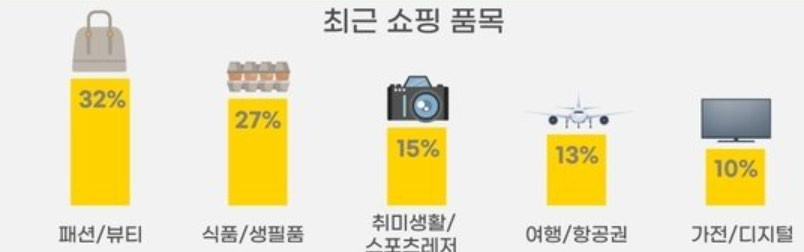 최근 쇼핑 품목
32%
27%
15%
13%
10%
패션/뷰티
식품/생필품
취미생활/
스포츠레저
여행/항공권
가전/디지털